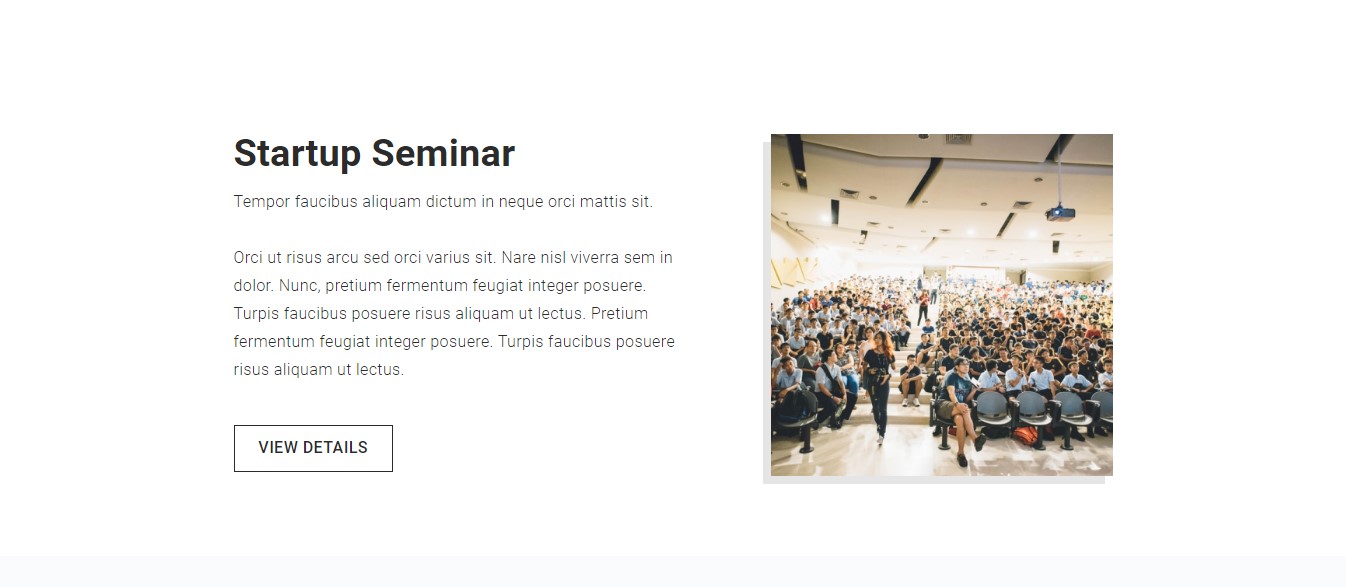 Startup Seminar
Tempor faucibus aliquam dictum in neque orci mattis sit.
Orci ut risus arcu sed orci varius sit. Nare nisl viverra sem in
dolor. Nunc, pretium fermentum feugiat integer posuere.
Turpis faucibus posuere risus aliquam ut lectus. Pretium
fermentum feugiat integer posuere. Turpis faucibus posuere
risus aliquam ut lectus.
VIEW DETAILS